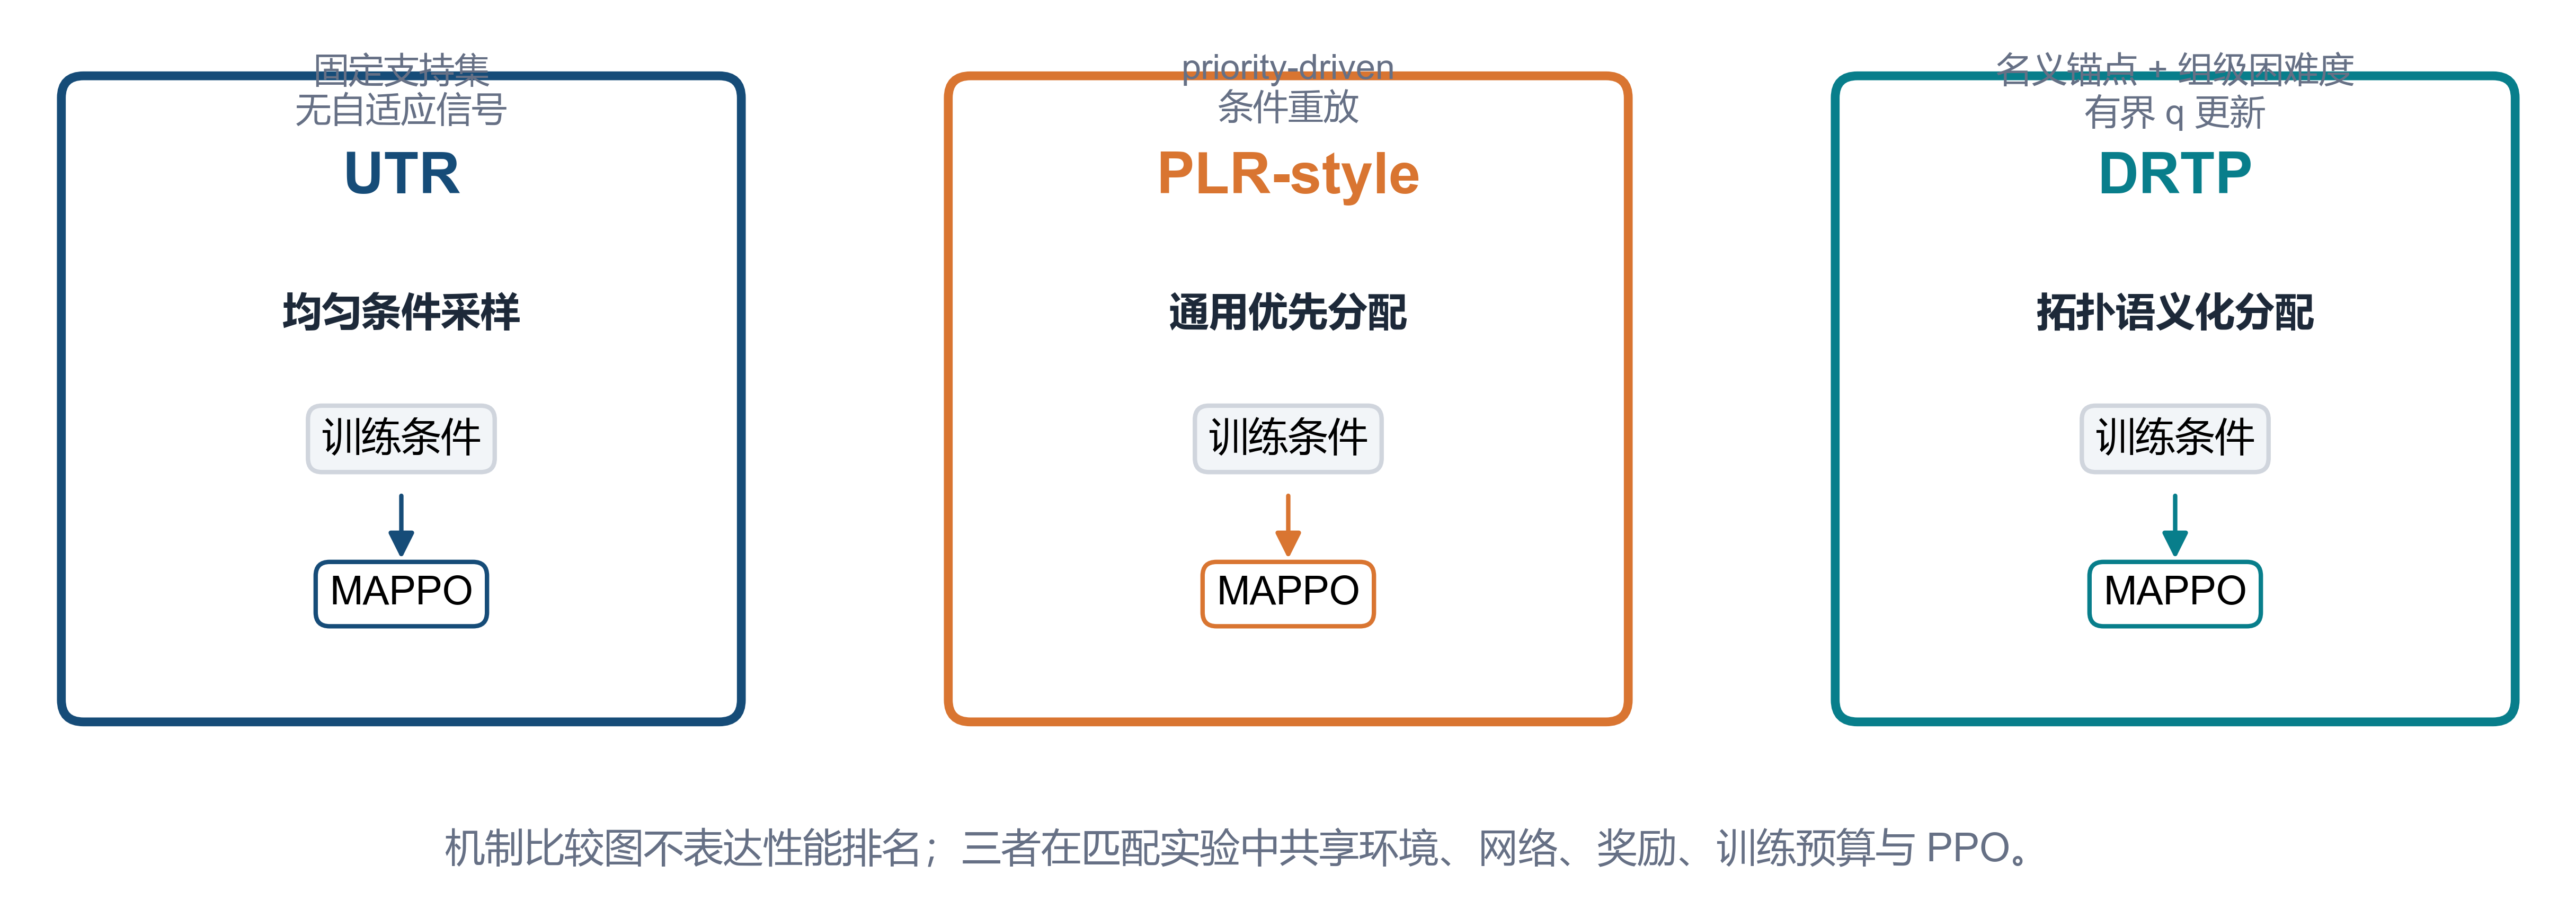 固定支持集
无自适应信号
UTR
均匀条件采样
训练条件
MAPPO
priority-driven
条件重放
PLR-style
通用优先分配
训练条件
MAPPO
名义锚点 + 组级困难度
有界 q 更新
DRTP
拓扑语义化分配
训练条件
MAPPO
机制比较图不表达性能排名；三者在匹配实验中共享环境、网络、奖励、训练预算与 PPO。